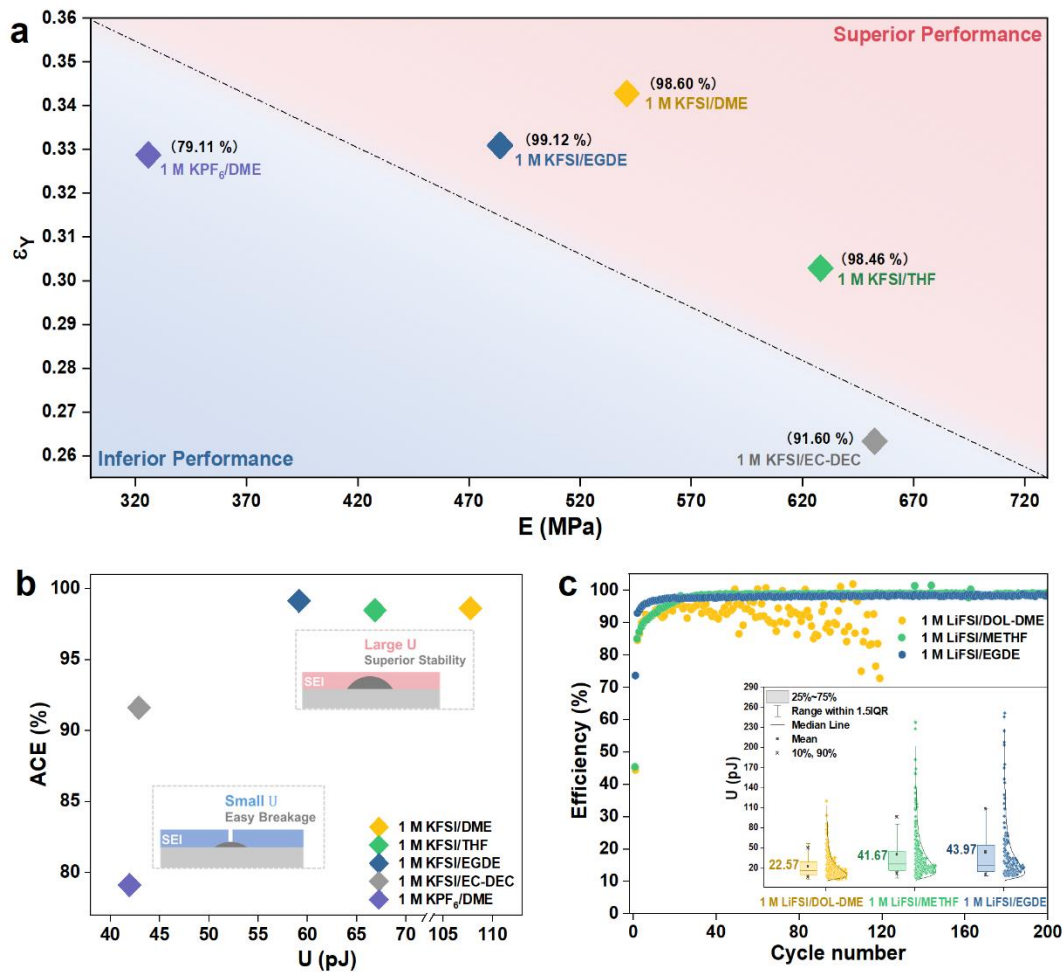 a
0.36
0.35
0.34
0.33
0.32
0.31
0.30
0.29
0.28
0.27
0.26
εY
Superior Performance
(98.60 %)
1 M KFSI/DME
(99.12 %)
1 M KFSI/EGDE
(79.11 %)
1 M KPF6/DME
(98.46 %)
1 M KFSI/THF
(91.60 %)
1 M KFSI/EC-DEC
Inferior Performance
320 370 420 470 520 570 620 670 720
E (MPa)
b
100
95
90
85
80
ACE (%)
Large U
Superior Stability
SEI
Small U
Easy Breakage
SEI
1 M KFSI/DME
1 M KFSI/THF
1 M KFSI/EGDE
1 M KFSI/EC-DEC
1 M KPF6/DME
40 45 50 55 60 65 70 105 110
U (pJ)
c
100
90
80
70
60
50
40
30
20
10
0
Efficiency (%)
1 M LiFSI/DOL-DME
1 M LiFSI/METHF
1 M LiFSI/EGDE
290
250
210
170
130
90
50
10
U (pJ)
25%~75%
Range within 1.5IQR
Median Line
Mean
10%, 90%
22.57
41.67
43.97
1 M LiFSI/DOL-DME 1 M LiFSI/METHF 1 M LiFSI/EGDE
0 40 80 120 160 200
Cycle number